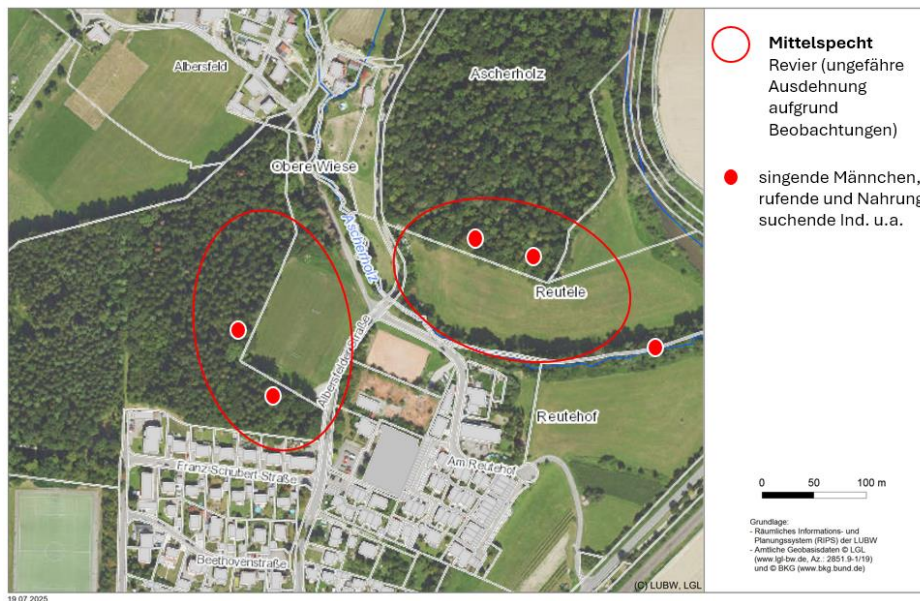 Albersfeld
Ascherholz
Obere Wiese
Ascherholz
Reutele
Albersfelder Straße
Reutehof
Franz-Schubert-Straße
Am Reutehof
Beethovenstraße
(C) LUBW, LGL
19.07.2025
Mittelspecht
Revier (ungefähre
Ausdehnung
aufgrund
Beobachtungen)
singende Männchen,
rufende und Nahrung
suchende Ind. u.a.
0 50 100 m
Grundlage:
- Räumliches Informations- und
Planungssystem (RIPS) der LUBW
- Amtliche Geobasisdaten © LGL
(www.lgl-bw.de, Az.: 2851 9-1/19)
und © BKG (www.bkg.bund.de)